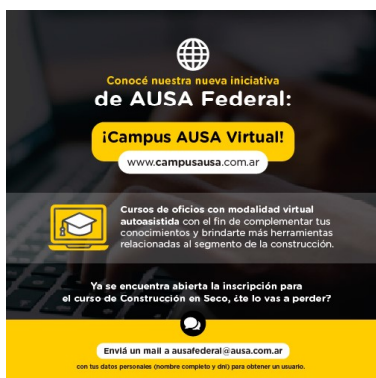 Conocé nuestra nueva iniciativa
de AUSA Federal:
¡Campus AUSA Virtual!
www.campusausa.com.ar
Cursos de oficios con modalidad virtual
autoasistida con el fin de complementar tus
conocimientos y brindarte más herramientas
relacionadas al segmento de la construcción.
Ya se encuentra abierta la inscripción para
el curso de Construcción en Seco, ¿te lo vas a perder?
Enviá un mail a ausafederal@ausa.com.ar
con tus datos personales (nombre completo y dni) para obtener un usuario.